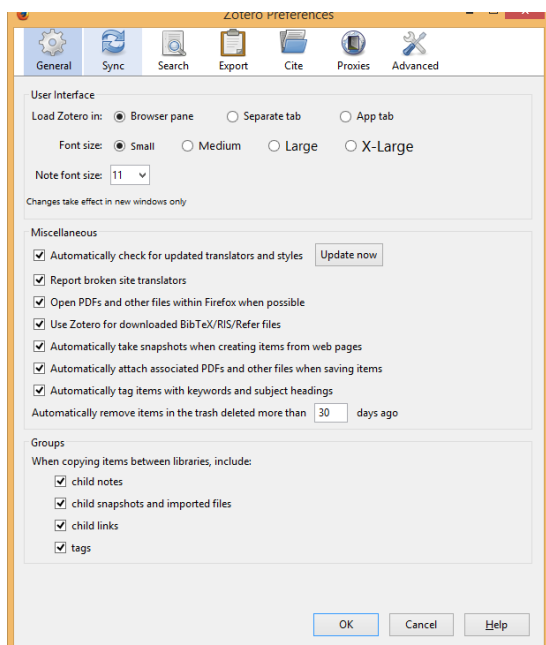 Zotero Preferences
General Sync Search Export Cite Proxies Advanced
User Interface
Load Zotero in: Browser pane Separate tab App tab
Font size: Small Medium Large X-Large
Note font size: 11
Changes take effect in new windows only
Miscellaneous
Automatically check for updated translators and styles Update now
Report broken site translators
Open PDFs and other files within Firefox when possible
Use Zotero for downloaded BibTeX/RIS/Refer files
Automatically take snapshots when creating items from web pages
Automatically attach associated PDFs and other files when saving items
Automatically tag items with keywords and subject headings
Automatically remove items in the trash deleted more than 30 days ago
Groups
When copying items between libraries, include:
child notes
child snapshots and imported files
child links
tags
OK Cancel Help